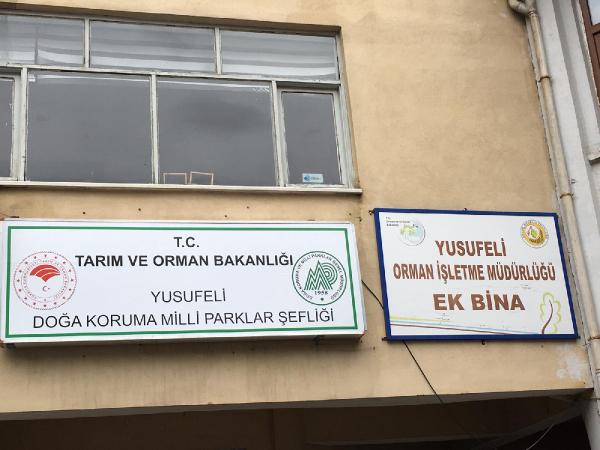 T.C.
TARIM VE ORMAN BAKANLIĞI
YUSUFELİ
DOĞA KORUMA MİLLİ PARKLAR ŞEFLİĞİ
1958
YUSUFELİ
ORMAN İŞLETME MÜDÜRLÜĞÜ
EK BİNA